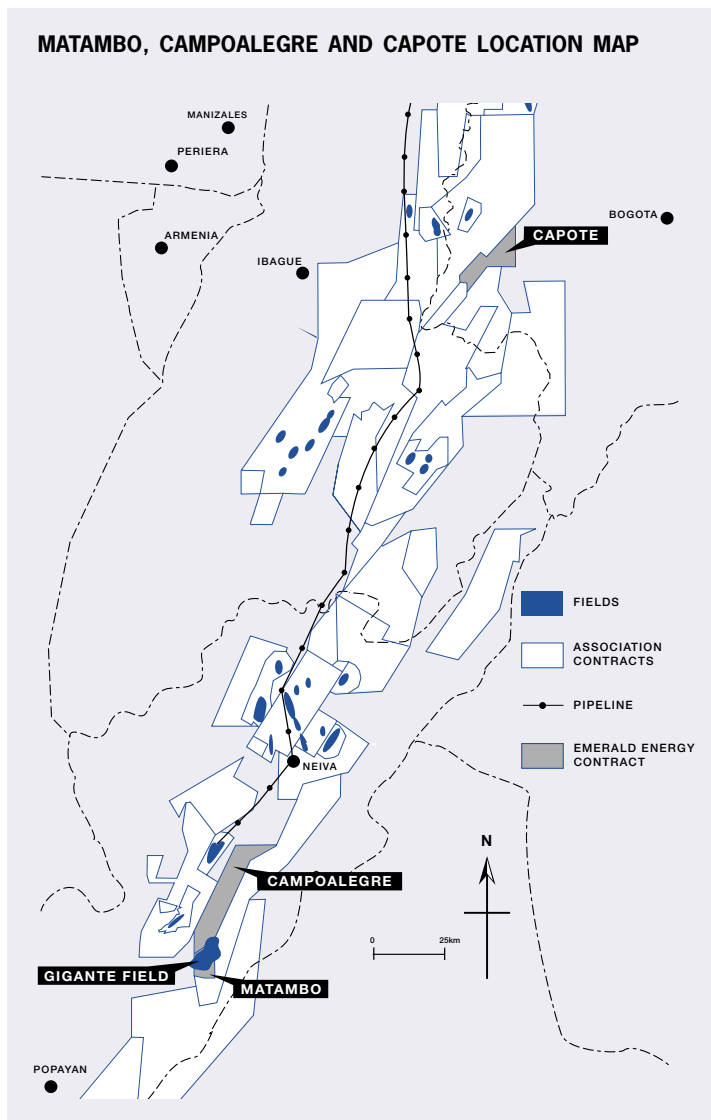 MATAMBO, CAMPOALEGRE AND CAPOTE LOCATION MAP
MANIZALES
PERIERA
ARMENIA
IBAGUE
BOGOTA
CAPOTE
FIELDS
ASSOCIATION
CONTRACTS
PIPELINE
EMERALD ENERGY
CONTRACT
NEIVA
N
CAMPOALEGRE
0 25km
GIGANTE FIELD
MATAMBO
POPAYAN